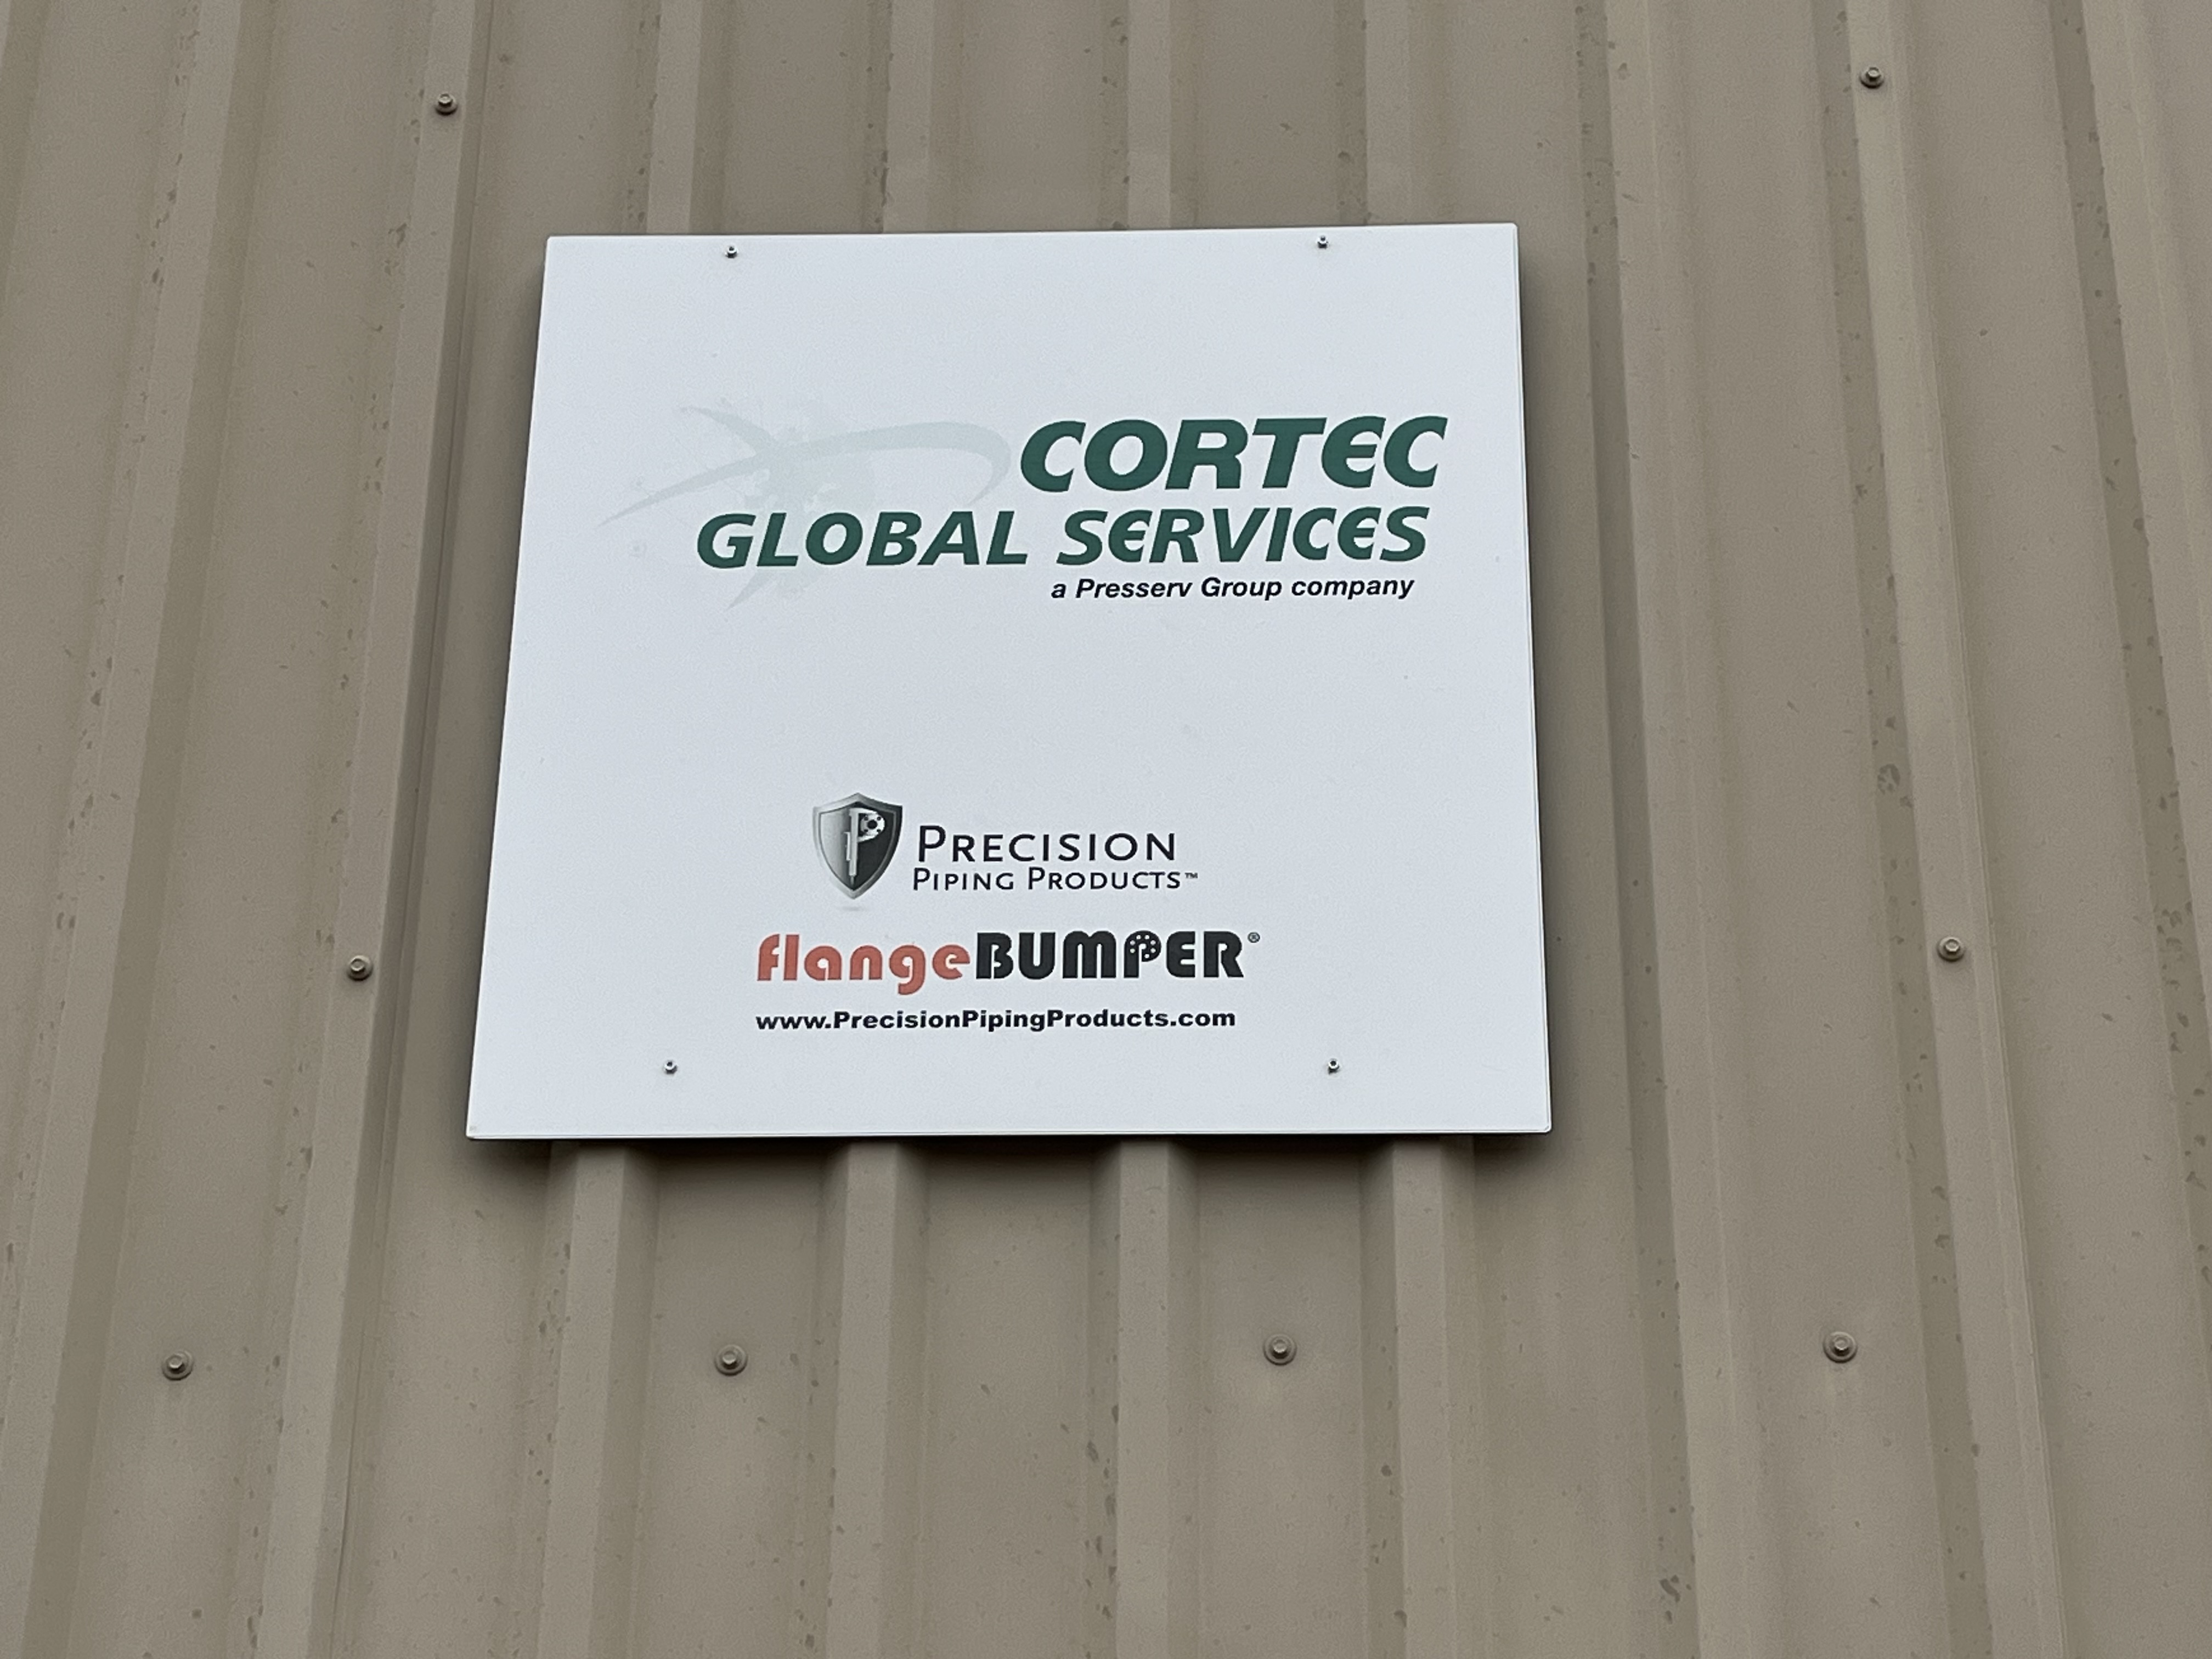 CORTEC
GLOBAL SERVICES
a Presserv Group company
PRECISION
PIPING PRODUCTS™
flangeBUMPER®
www.PrecisionPipingProducts.com